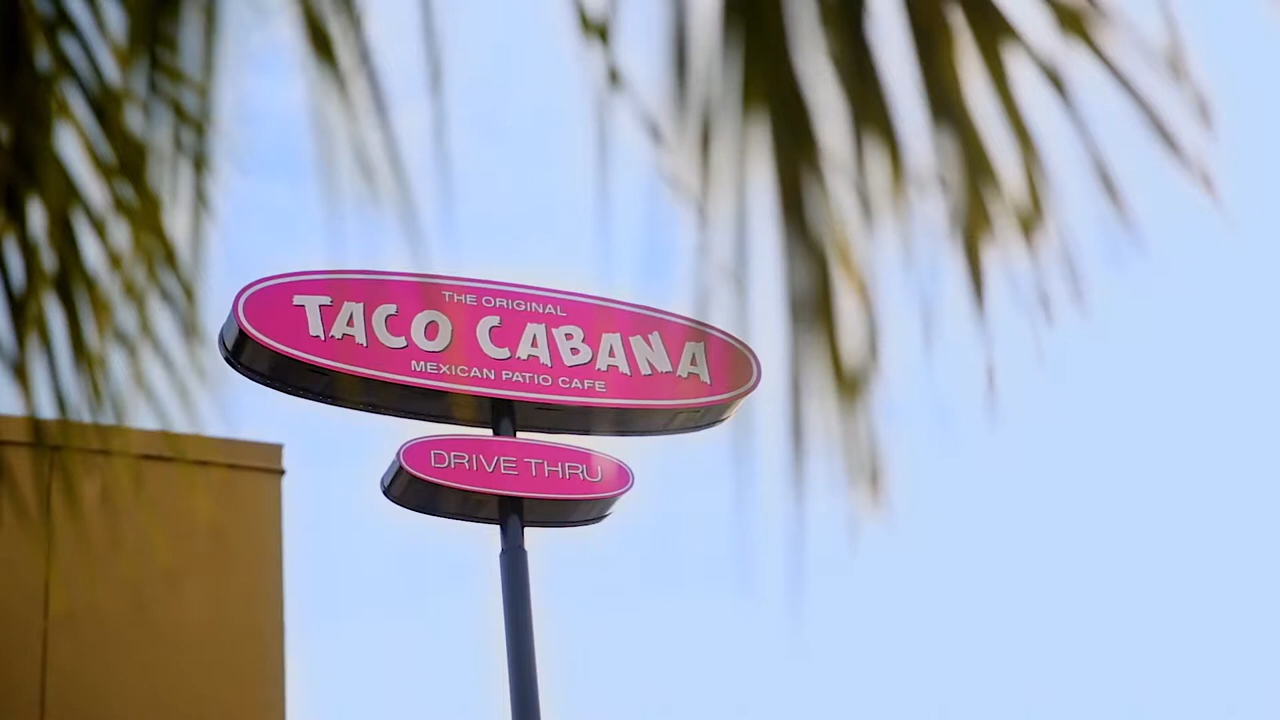 THE ORIGINAL
TACO CABANA
MEXICAN PATIO CAFE
DRIVE THRU